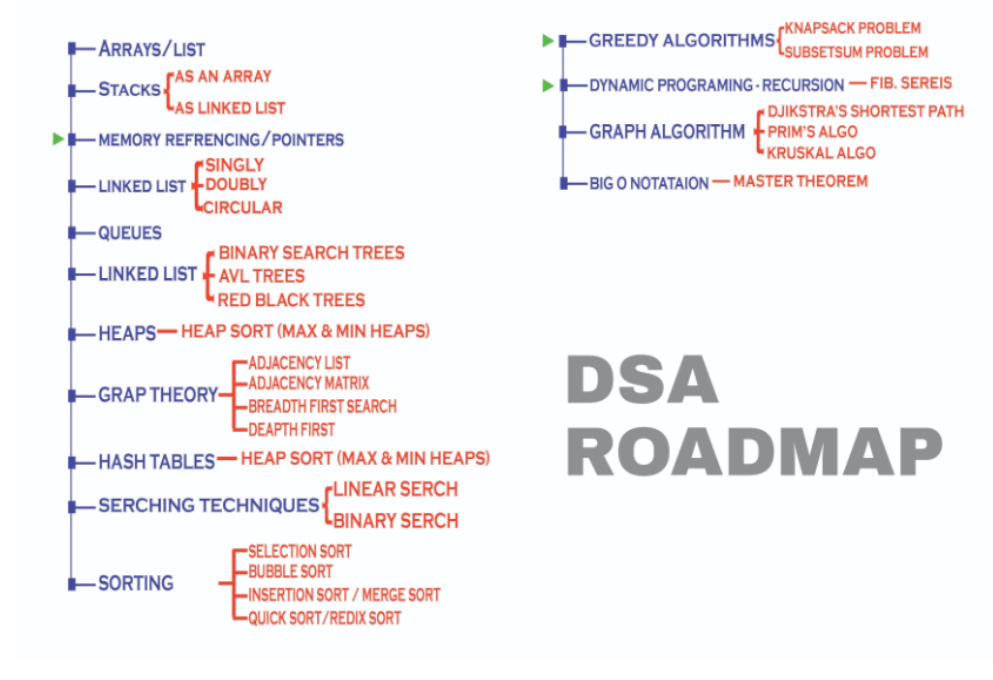 ARRAYS/LIST
STACKS
AS AN ARRAY
AS LINKED LIST
MEMORY REFRENCING/POINTERS
LINKED LIST
SINGLY
DOUBLY
CIRCULAR
QUEUES
LINKED LIST
BINARY SEARCH TREES
AVL TREES
RED BLACK TREES
HEAPS
HEAP SORT (MAX & MIN HEAPS)
GRAP THEORY
ADJACENCY LIST
ADJACENCY MATRIX
BREADTH FIRST SEARCH
DEAPTH FIRST
HASH TABLES
HEAP SORT (MAX & MIN HEAPS)
SERCHING TECHNIQUES
LINEAR SERCH
BINARY SERCH
SORTING
SELECTION SORT
BUBBLE SORT
INSERTION SORT / MERGE SORT
QUICK SORT/REDIX SORT
GREEDY ALGORITHMS
KNAPSACK PROBLEM
SUBSETSUM PROBLEM
DYNAMIC PROGRAMING - RECURSION
FIB. SEREIS
GRAPH ALGORITHM
DJIKSTRA'S SHORTEST PATH
PRIM'S ALGO
KRUSKAL ALGO
BIG O NOTATAION
MASTER THEOREM
DSA
ROADMAP